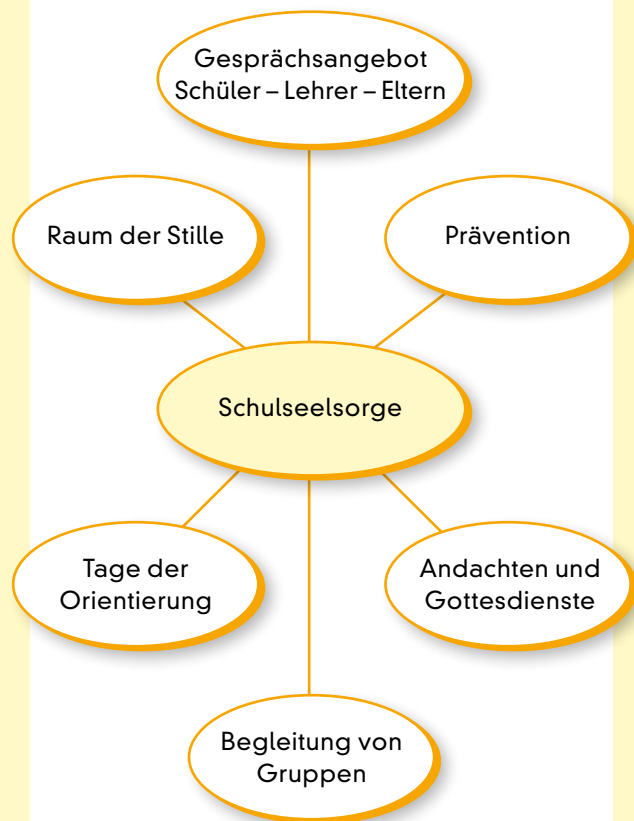 Gesprächsangebot
Schüler – Lehrer – Eltern
Raum der Stille
Prävention
Schulseelsorge
Tage der
Orientierung
Andachten und
Gottesdienste
Begleitung von
Gruppen